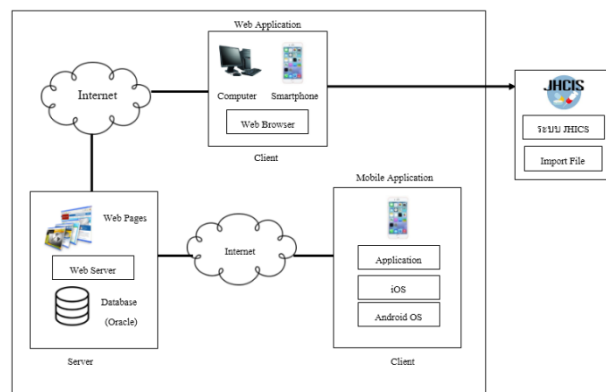 Web Application
Internet
Computer
Smartphone
Web Browser
Client
JHCIS
ระบบ JHICS
Import File
Web Pages
Web Server
Database
(Oracle)
Server
Internet
Mobile Application
Application
iOS
Android OS
Client